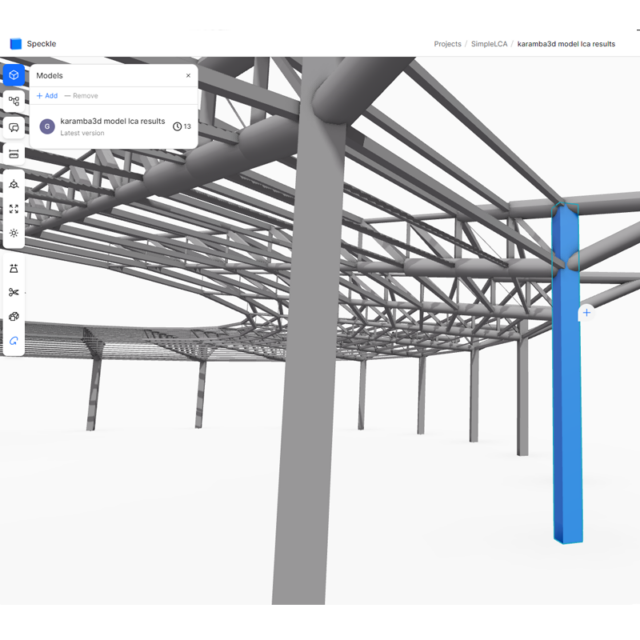 Speckle
Projects / SimpleLCA / karamba3d model lca results
Models
+ Add — Remove
G karamba3d model lca results 13
Latest version